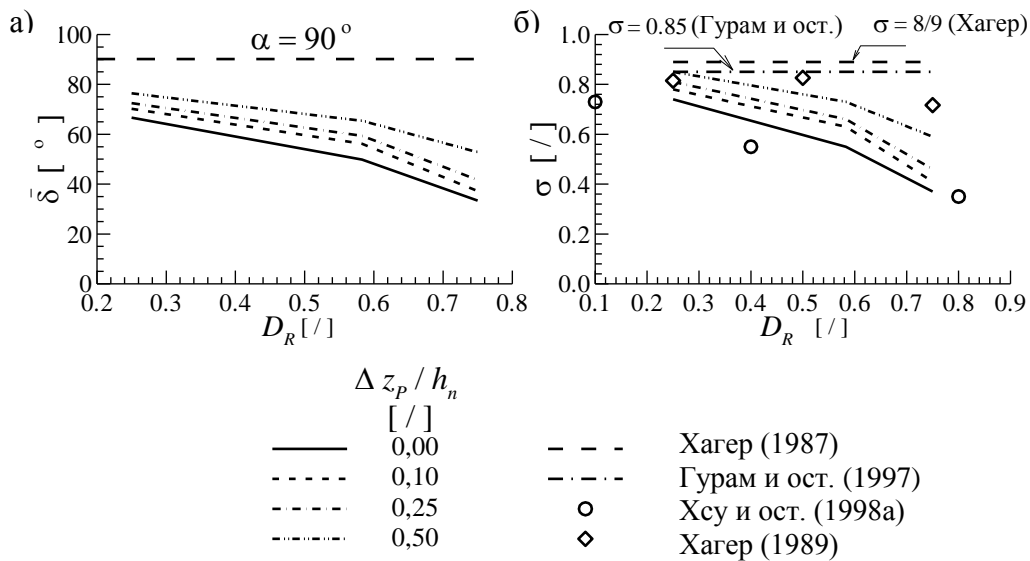 а)
α = 90 °
δ̄ [ ° ]
100
80
60
40
20
0
0.2 0.3 0.4 0.5 0.6 0.7 0.8
D_R [ / ]
б)
σ = 0.85 (Гурам и ост.)
σ = 8/9 (Хагер)
σ [ / ]
1.0
0.8
0.6
0.4
0.2
0.0
0.1 0.2 0.3 0.4 0.5 0.6 0.7 0.8 0.9
D_R [ / ]
Δ z_P / h_n
[ / ]
0,00
0,10
0,25
0,50
Хагер (1987)
Гурам и ост. (1997)
Хсу и ост. (1998а)
Хагер (1989)